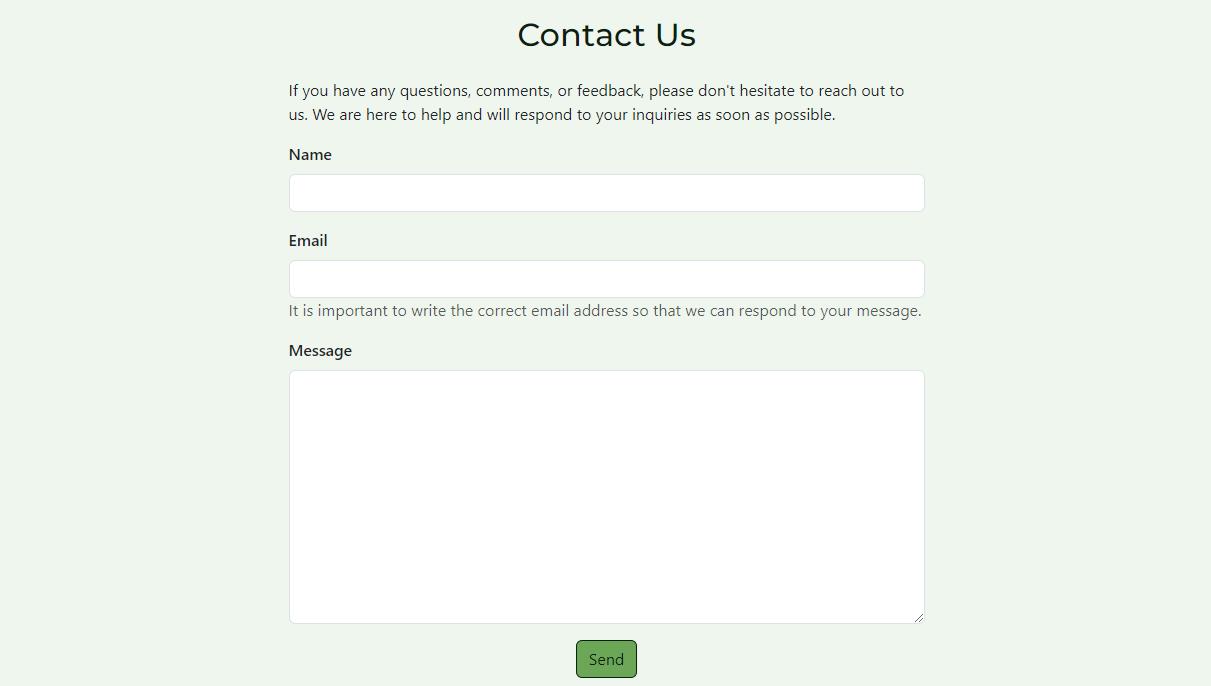 Contact Us
If you have any questions, comments, or feedback, please don't hesitate to reach out to
us. We are here to help and will respond to your inquiries as soon as possible.
Name
Email
It is important to write the correct email address so that we can respond to your message.
Message
Send